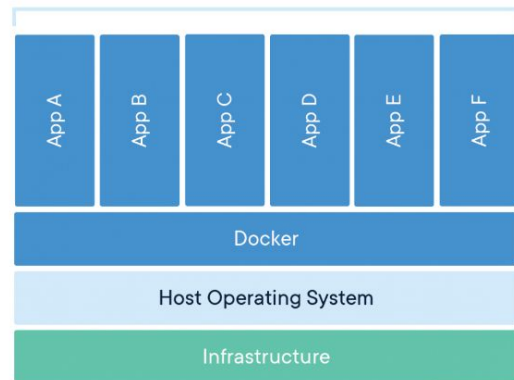 App A
App B
App C
App D
App E
App F
Docker
Host Operating System
Infrastructure